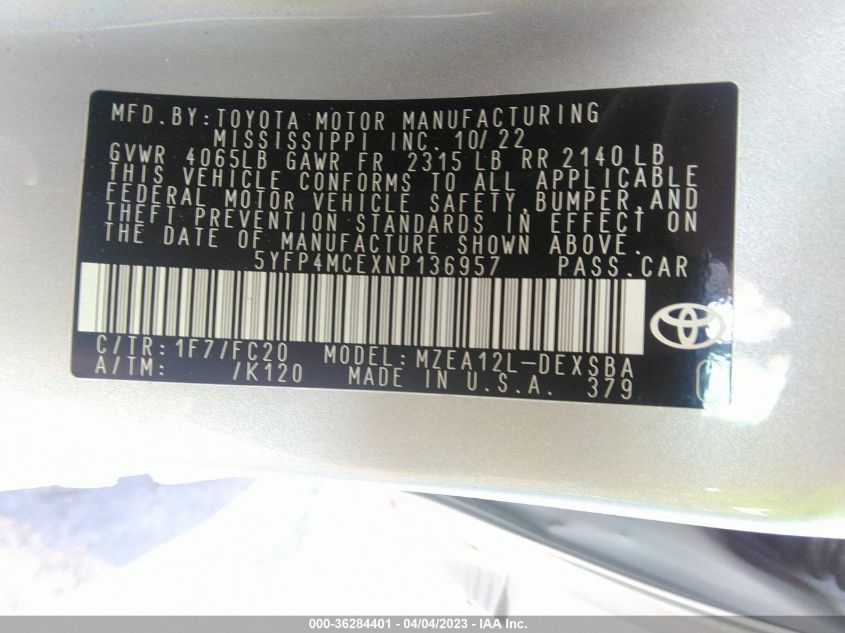 MFD.BY:TOYOTA MOTOR MANUFACTURING
MISSISSIPPI INC. 10/22
GVWR 4065LB GAWR FR 2315 LB RR 2140 LB
THIS VEHICLE CONFORMS TO ALL APPLICABLE
FEDERAL MOTOR VEHICLE SAFETY, BUMPER, AND
THEFT PREVENTION STANDARDS IN EFFECT ON
THE DATE OF MANUFACTURE SHOWN ABOVE.
5YFP4MCEXNP136957 PASS.CAR
C/TR: 1F7/FC20 MODEL: MZEA12L-DEXSBA
A/TM: /K120 MADE IN U.S.A. 379
000-36284401 - 04/04/2023 - IAA Inc.